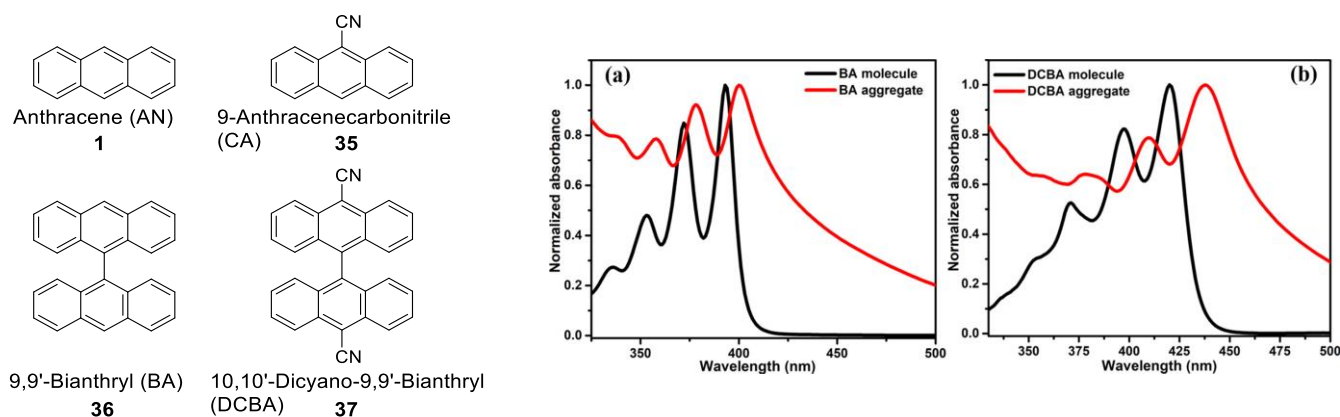 CN
Anthracene (AN)
1
9-Anthracenecarbonitrile
(CA)
35
CN
CN
9,9'-Bianthryl (BA)
36
10,10'-Dicyano-9,9'-Bianthryl
(DCBA)
37
(a)
BA molecule
BA aggregate
Normalized absorbance
1.0
0.8
0.6
0.4
0.2
0.0
350
400
450
500
Wavelength (nm)
DCBA molecule
DCBA aggregate
(b)
Normalized absorbance
1.0
0.8
0.6
0.4
0.2
0.0
350
375
400
425
450
475
500
Wavelength (nm)